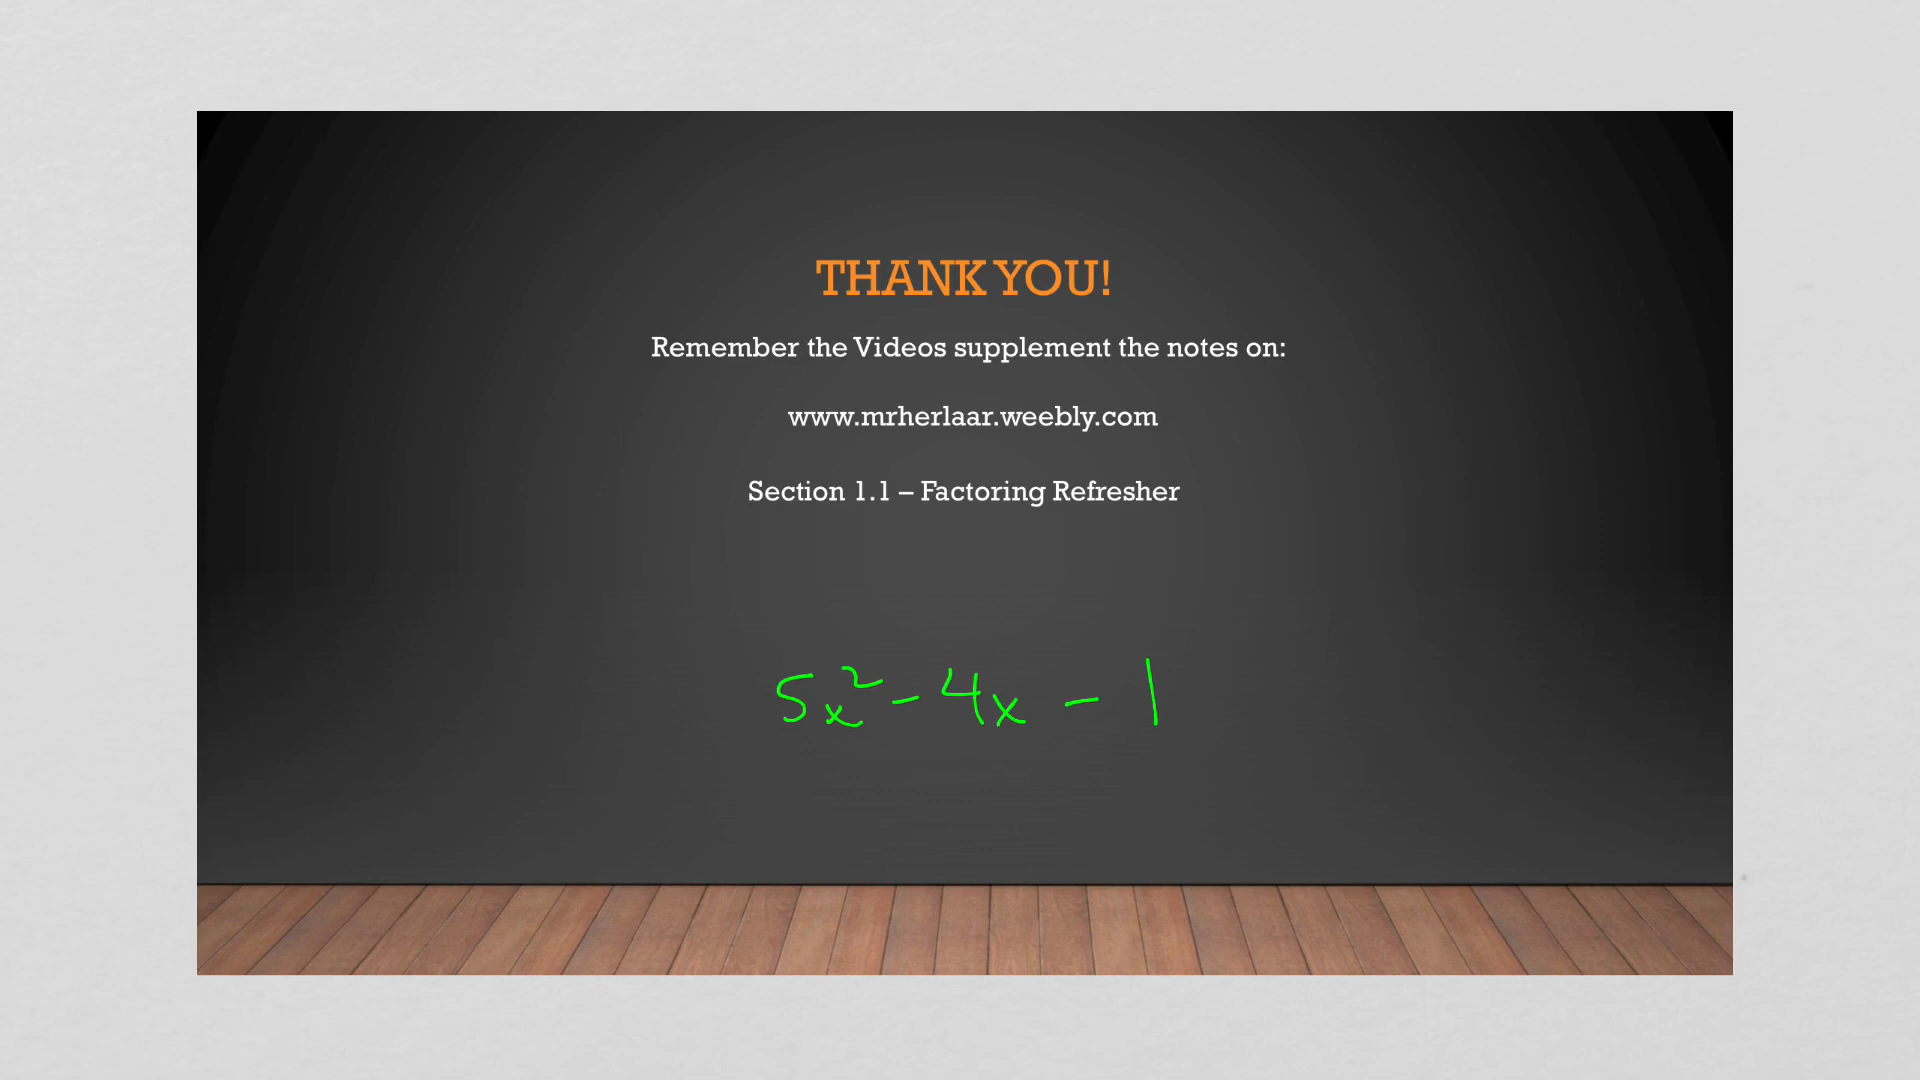 THANK YOU!
Remember the Videos supplement the notes on:
www.mrherlaar.weebly.com
Section 1.1 – Factoring Refresher
5x² - 4x - 1